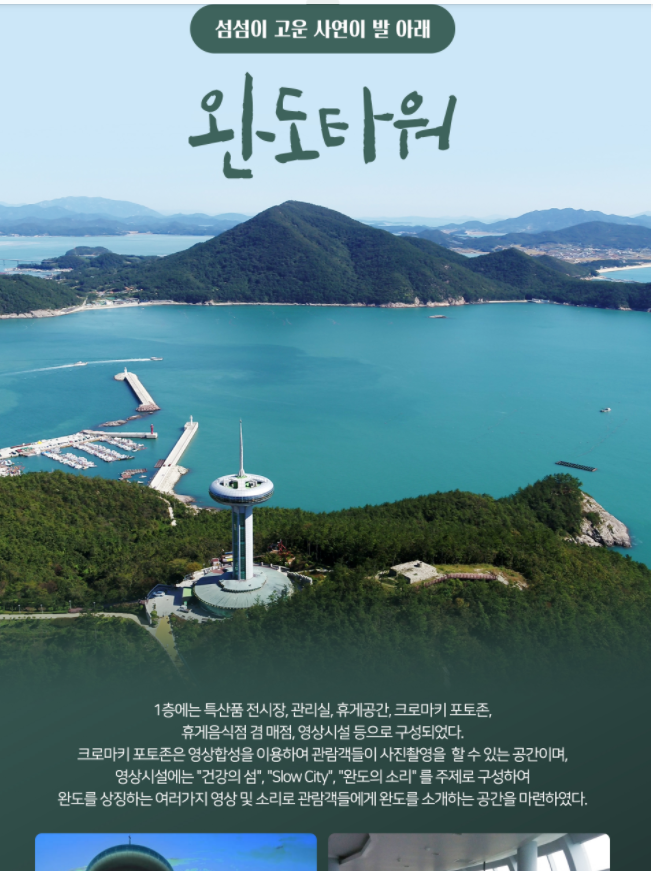 섬섬이 고운 사연이 발 아래
완도타워
1층에는 특산품 전시장, 관리실, 휴게공간, 크로마키 포토존,
휴게음식점 겸 매점, 영상시설 등으로 구성되었다.
크로마키 포토존은 영상합성을 이용하여 관람객들이 사진촬영을 할 수 있는 공간이며,
영상시설에는 "건강의 섬", "Slow City", "완도의 소리" 를 주제로 구성하여
완도를 상징하는 여러가지 영상 및 소리로 관람객들에게 완도를 소개하는 공간을 마련하였다.